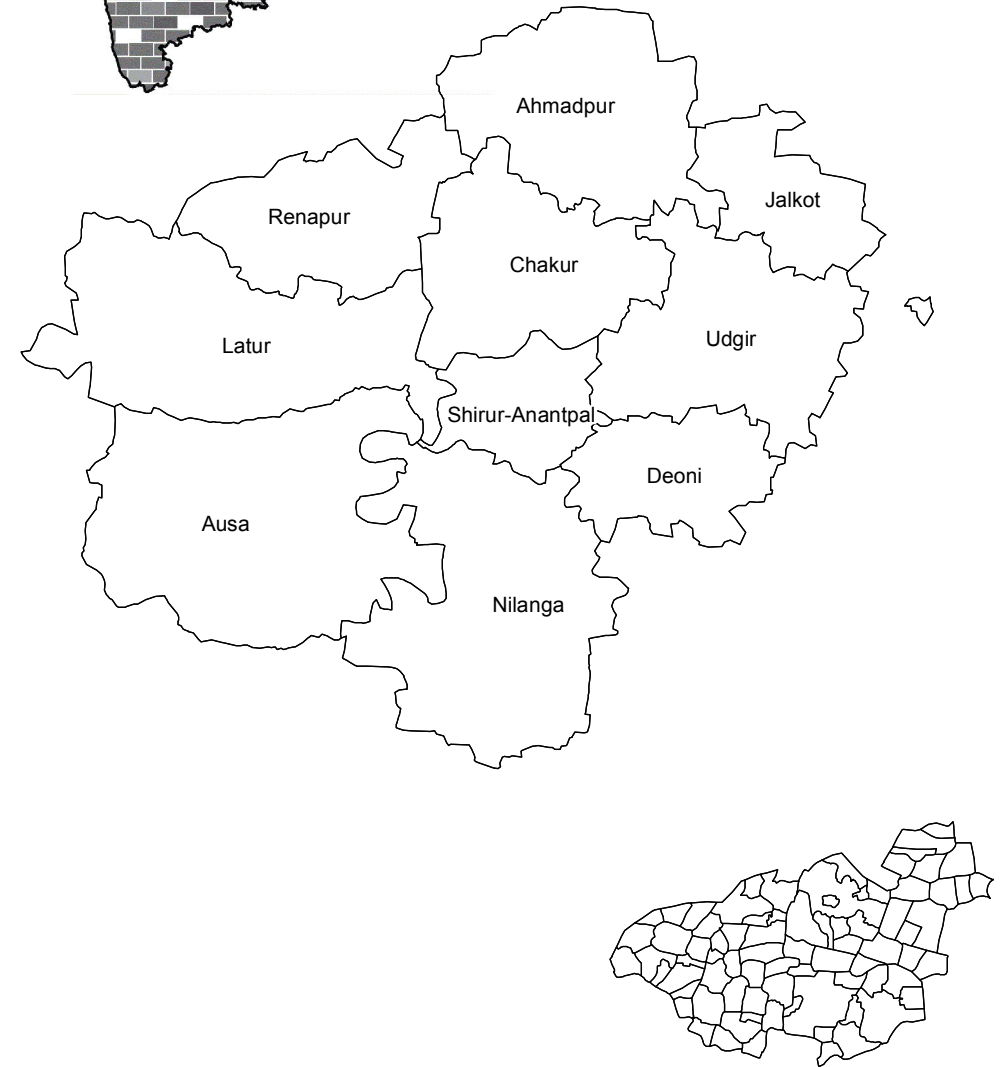 Ahmadpur
Jalkot
Renapur
Chakur
Udgir
Latur
Shirur-Anantpal
Deoni
Ausa
Nilanga